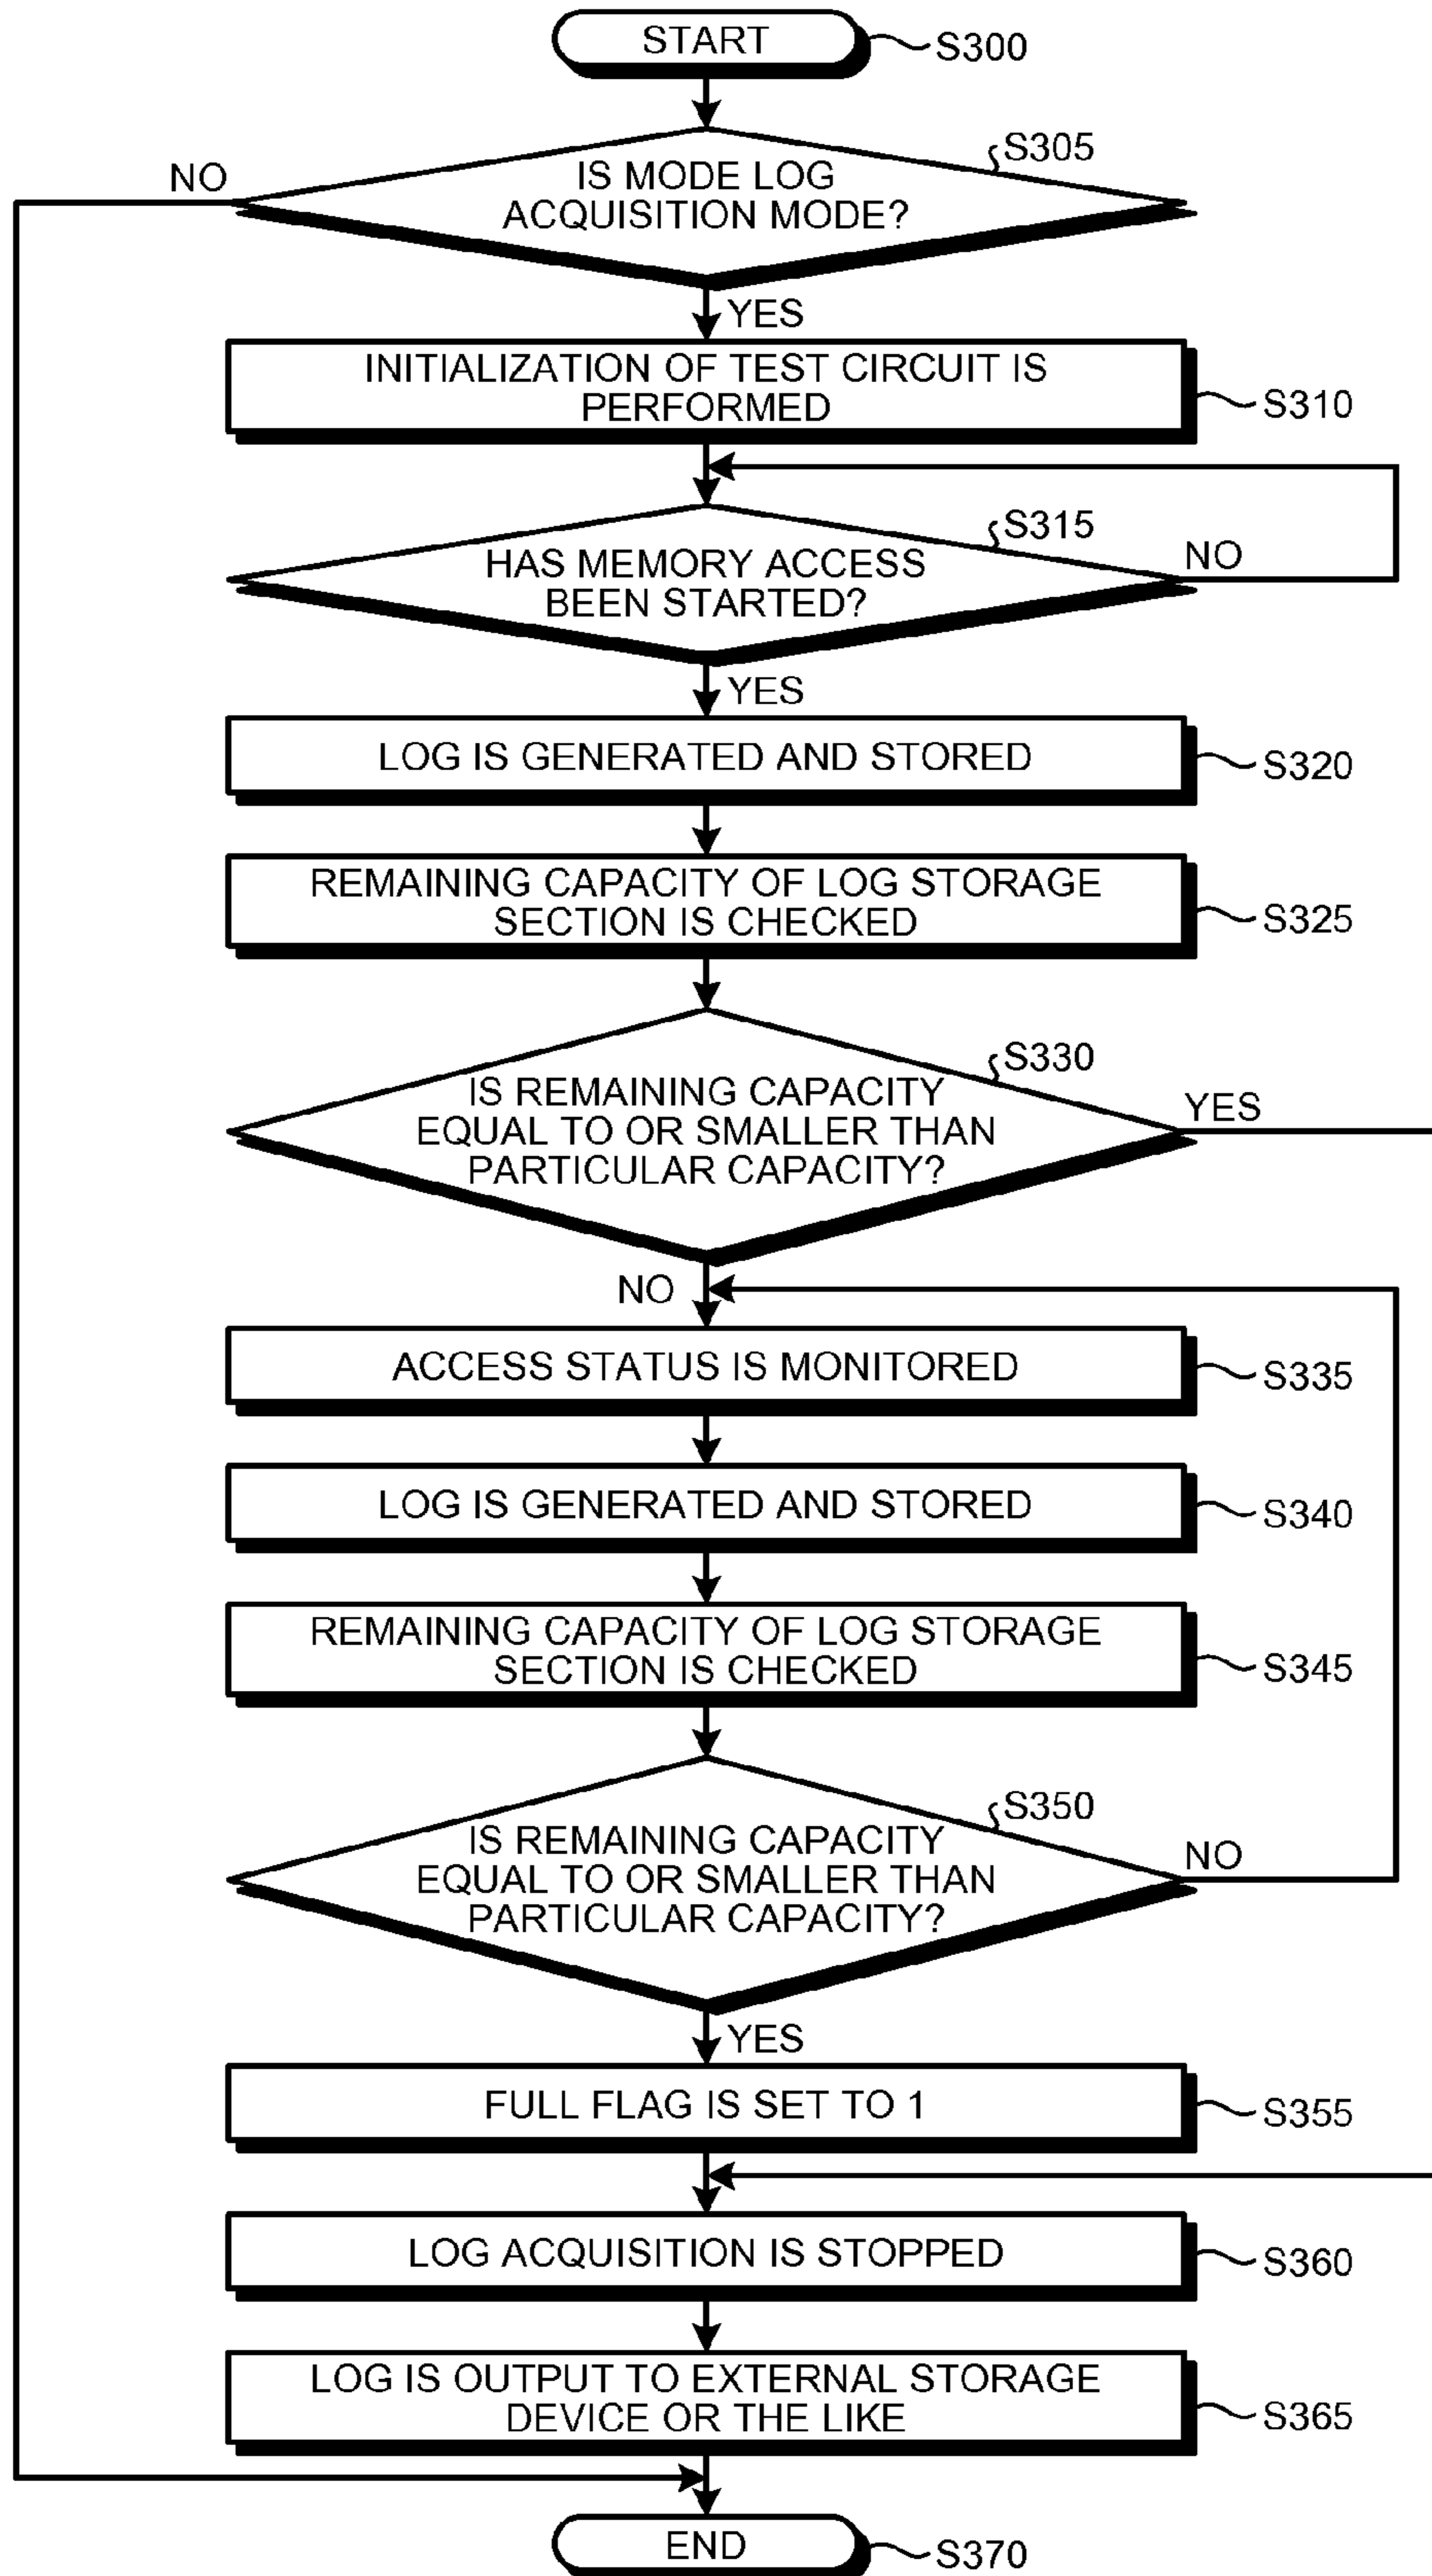 START
S300
S305
NO
IS MODE LOG
ACQUISITION MODE?
YES
INITIALIZATION OF TEST CIRCUIT IS
PERFORMED
S310
S315
HAS MEMORY ACCESS
BEEN STARTED?
NO
YES
LOG IS GENERATED AND STORED
S320
REMAINING CAPACITY OF LOG STORAGE
SECTION IS CHECKED
S325
S330
IS REMAINING CAPACITY
EQUAL TO OR SMALLER THAN
PARTICULAR CAPACITY?
YES
NO
ACCESS STATUS IS MONITORED
S335
LOG IS GENERATED AND STORED
S340
REMAINING CAPACITY OF LOG STORAGE
SECTION IS CHECKED
S345
S350
IS REMAINING CAPACITY
EQUAL TO OR SMALLER THAN
PARTICULAR CAPACITY?
NO
YES
FULL FLAG IS SET TO 1
S355
LOG ACQUISITION IS STOPPED
S360
LOG IS OUTPUT TO EXTERNAL STORAGE
DEVICE OR THE LIKE
S365
END
S370